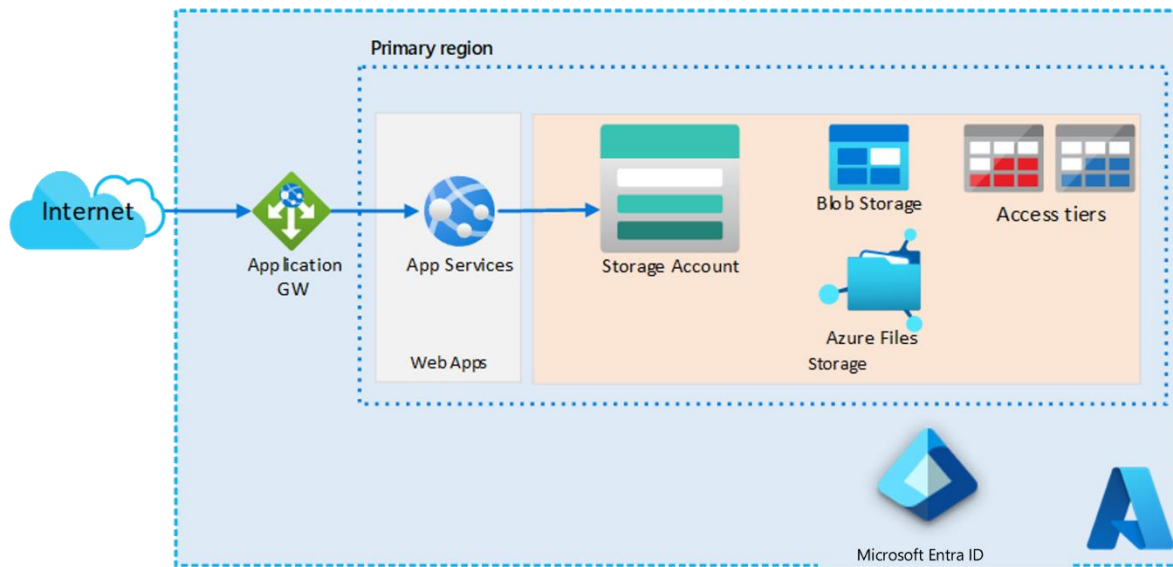 Primary region
Internet
Application
GW
App Services
Web Apps
Storage Account
Blob Storage
Access tiers
Azure Files
Storage
Microsoft Entra ID